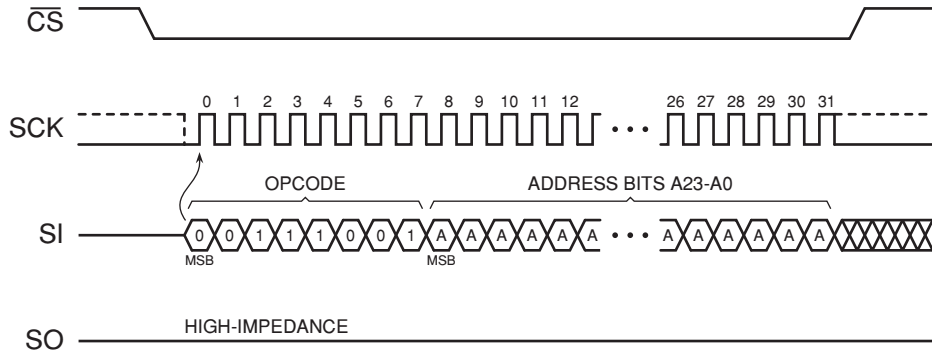 CS
0 1 2 3 4 5 6 7 8 9 10 11 12 26 27 28 29 30 31
SCK
OPCODE ADDRESS BITS A23-A0
SI 0 0 1 1 1 0 0 1 A A A A A A A A A A A A
MSB MSB
HIGH-IMPEDANCE
SO